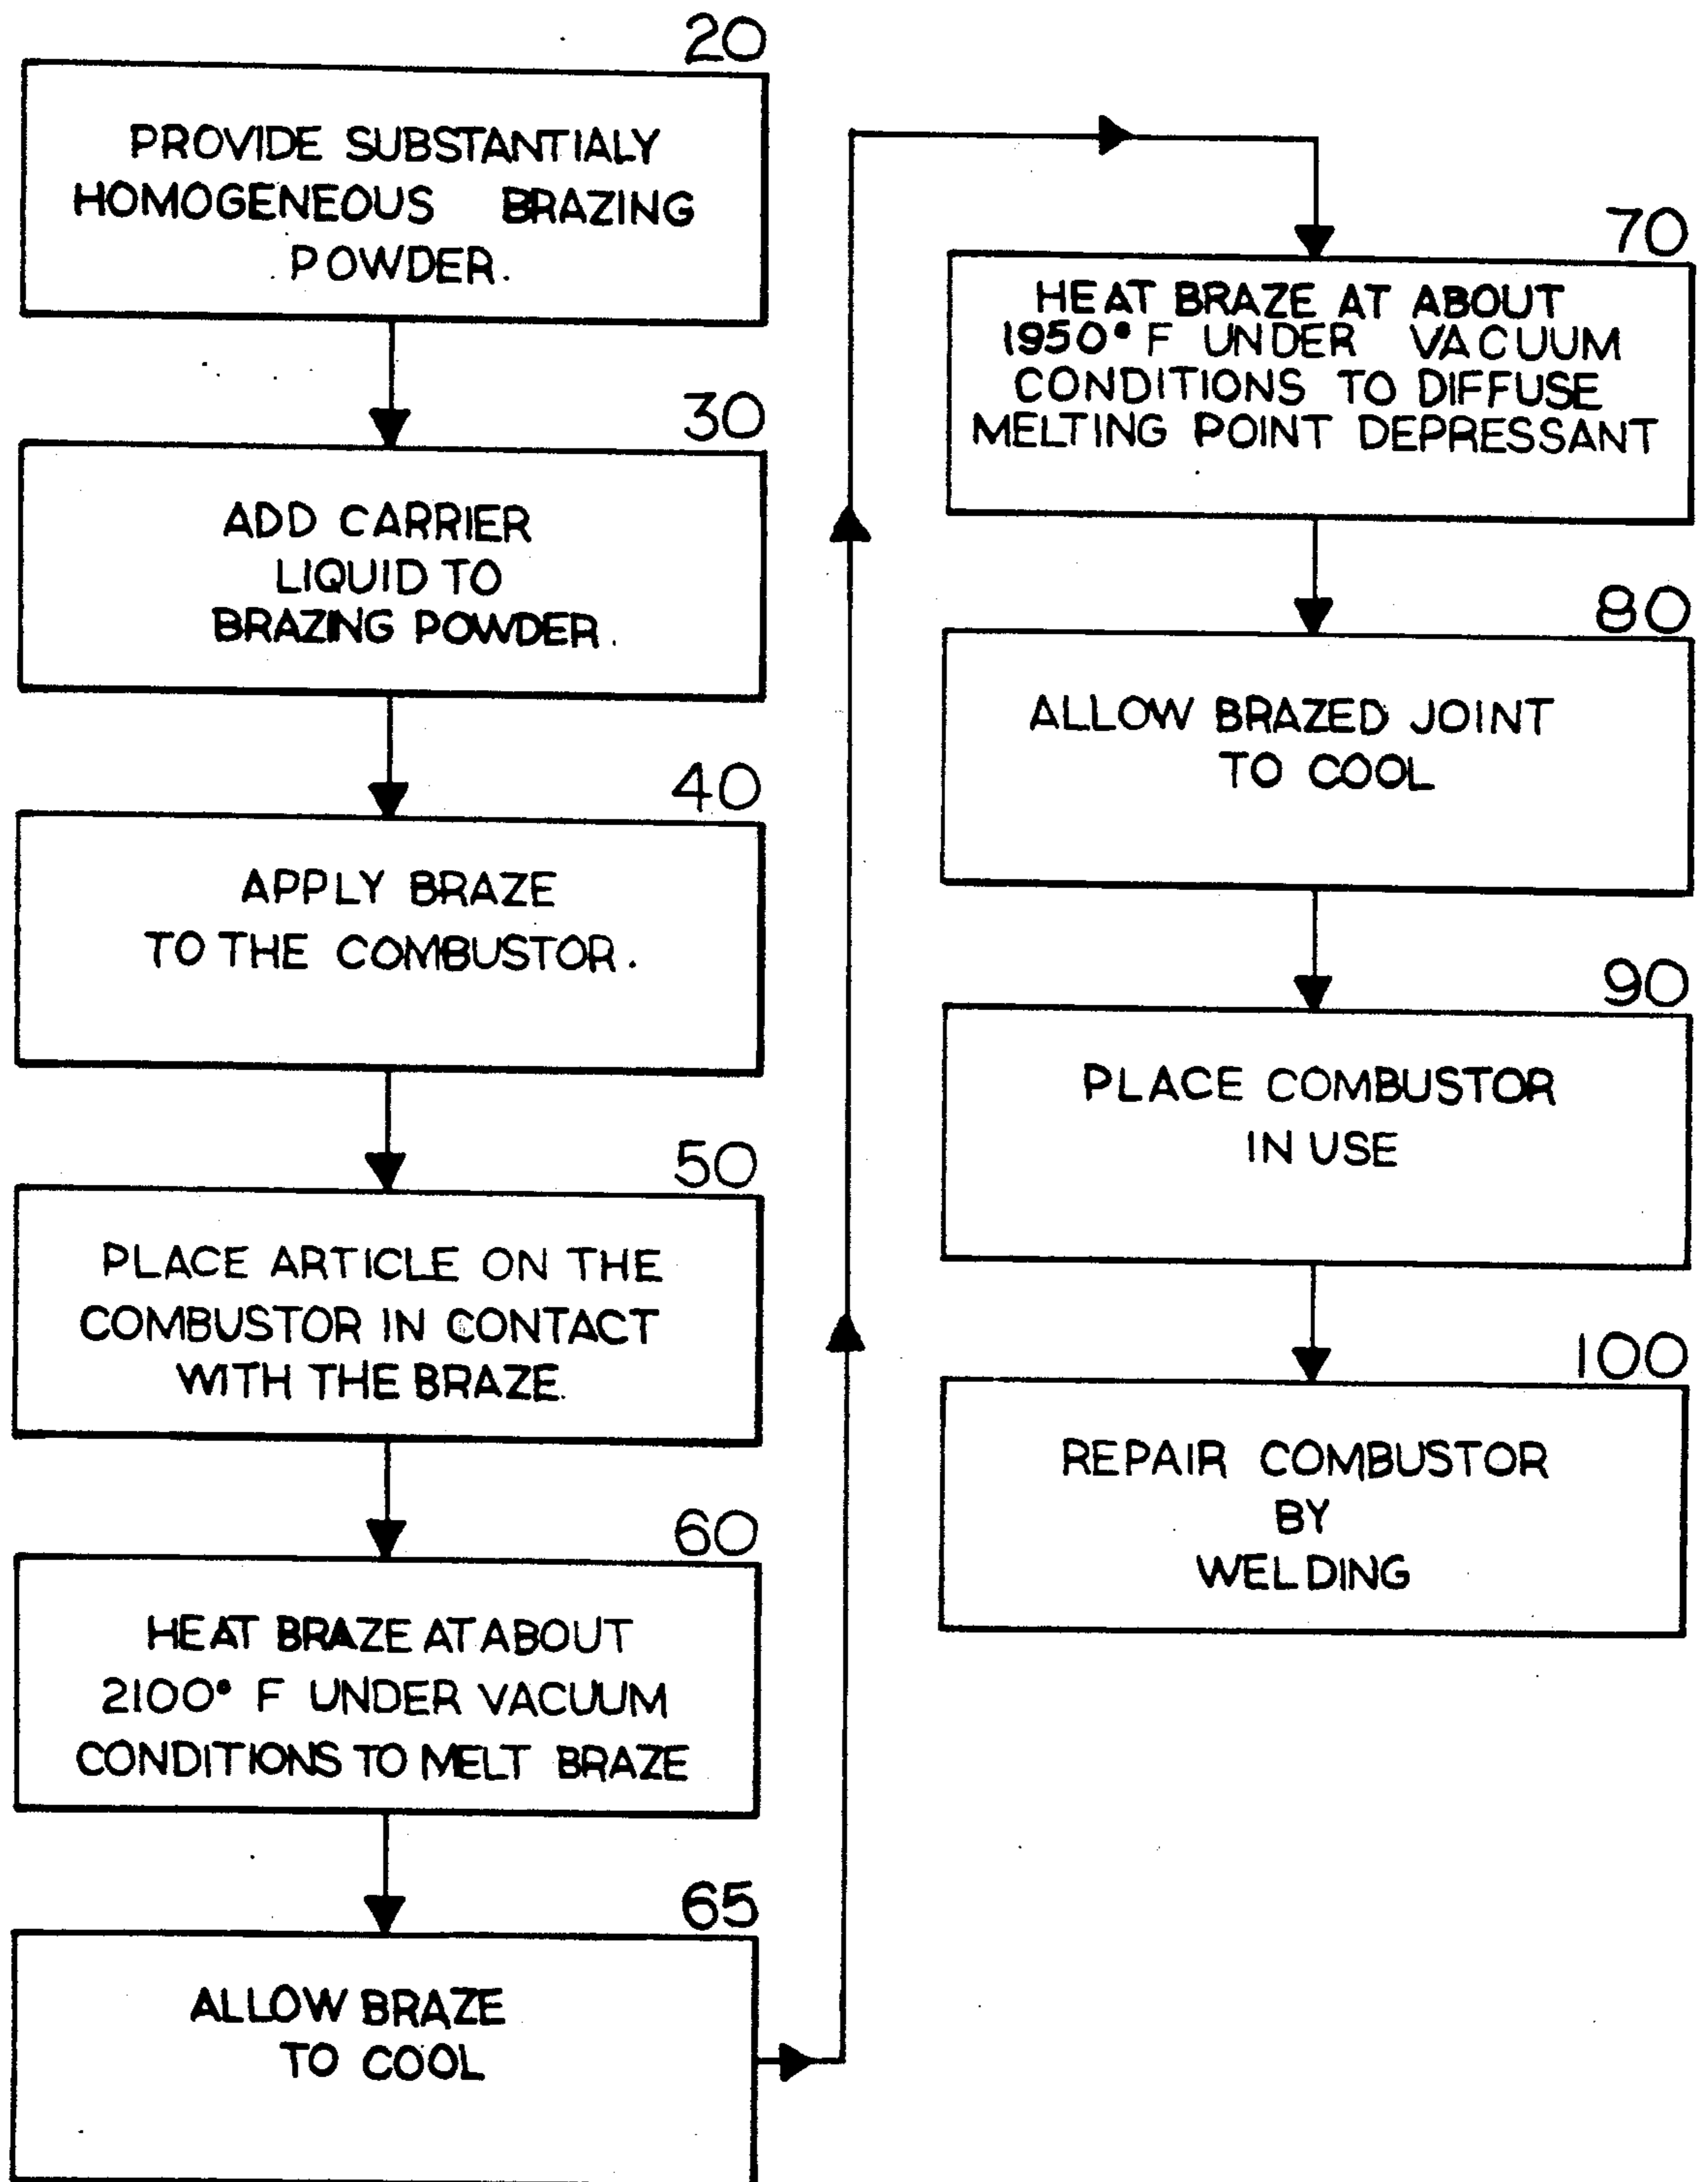 20
PROVIDE SUBSTANTIALY
HOMOGENEOUS BRAZING
POWDER.
30
ADD CARRIER
LIQUID TO
BRAZING POWDER.
40
APPLY BRAZE
TO THE COMBUSTOR.
50
PLACE ARTICLE ON THE
COMBUSTOR IN CONTACT
WITH THE BRAZE.
60
HEAT BRAZE AT ABOUT
2100° F UNDER VACUUM
CONDITIONS TO MELT BRAZE
65
ALLOW BRAZE
TO COOL
70
HEAT BRAZE AT ABOUT
1950° F UNDER VACUUM
CONDITIONS TO DIFFUSE
MELTING POINT DEPRESSANT
80
ALLOW BRAZED JOINT
TO COOL
90
PLACE COMBUSTOR
IN USE
100
REPAIR COMBUSTOR
BY
WELDING